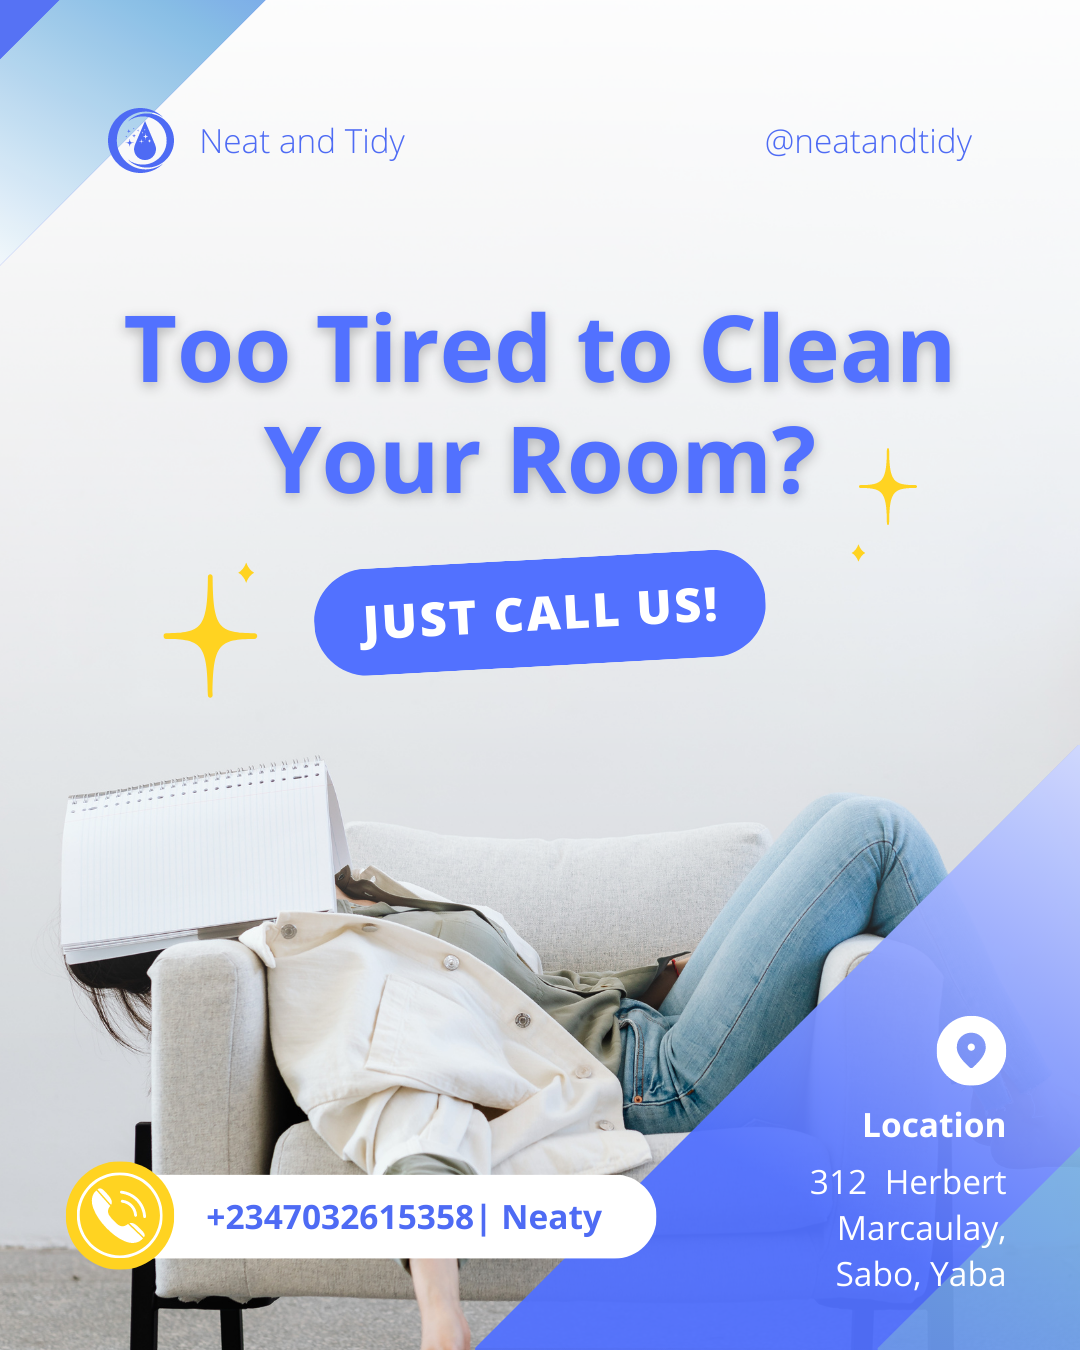 Neat and Tidy
@neatandtidy
Too Tired to Clean
Your Room?
JUST CALL US!
Location
312 Herbert
Marcaulay,
Sabo, Yaba
+2347032615358| Neaty